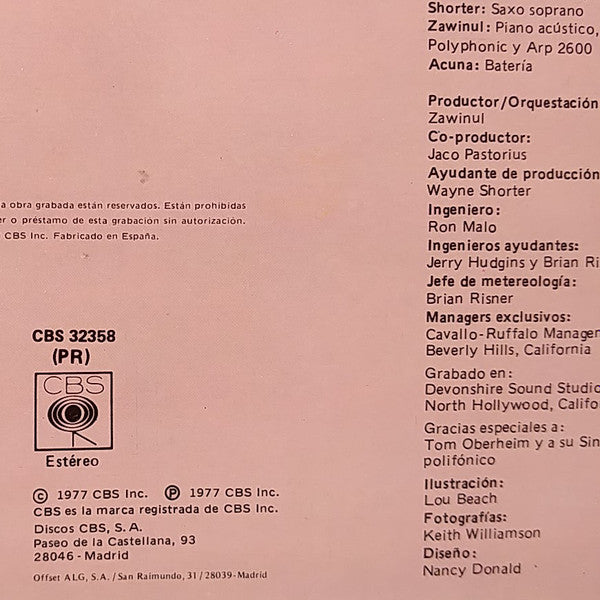 Shorter: Saxo soprano
Zawinul: Piano acústico,
Polyphonic y Arp 2600
Acuna: Batería
Productor/Orquestación
Zawinul
Co-productor:
Jaco Pastorius
Ayudante de producción
Wayne Shorter
Ingeniero:
Ron Malo
Ingenieros ayudantes:
Jerry Hudgins y Brian Ri
Jefe de metereología:
Brian Risner
Managers exclusivos:
Cavallo-Ruffalo Manager
Beverly Hills, California
Grabado en:
Devonshire Sound Studio
North Hollywood, Califo
Gracias especiales a:
Tom Oberheim y a su Sin
polifónico
Ilustración:
Lou Beach
Fotografías:
Keith Williamson
Diseño:
Nancy Donald
a obra grabada están reservados. Están prohibidas
er o préstamo de esta grabación sin autorización.
CBS Inc. Fabricado en España.
CBS 32358
(PR)
CBS
Estéreo
© 1977 CBS Inc. ℗ 1977 CBS Inc.
CBS es la marca registrada de CBS Inc.
Discos CBS, S.A.
Paseo de la Castellana, 93
28046 - Madrid
Offset ALG, S.A. / San Raimundo, 31 / 28039-Madrid